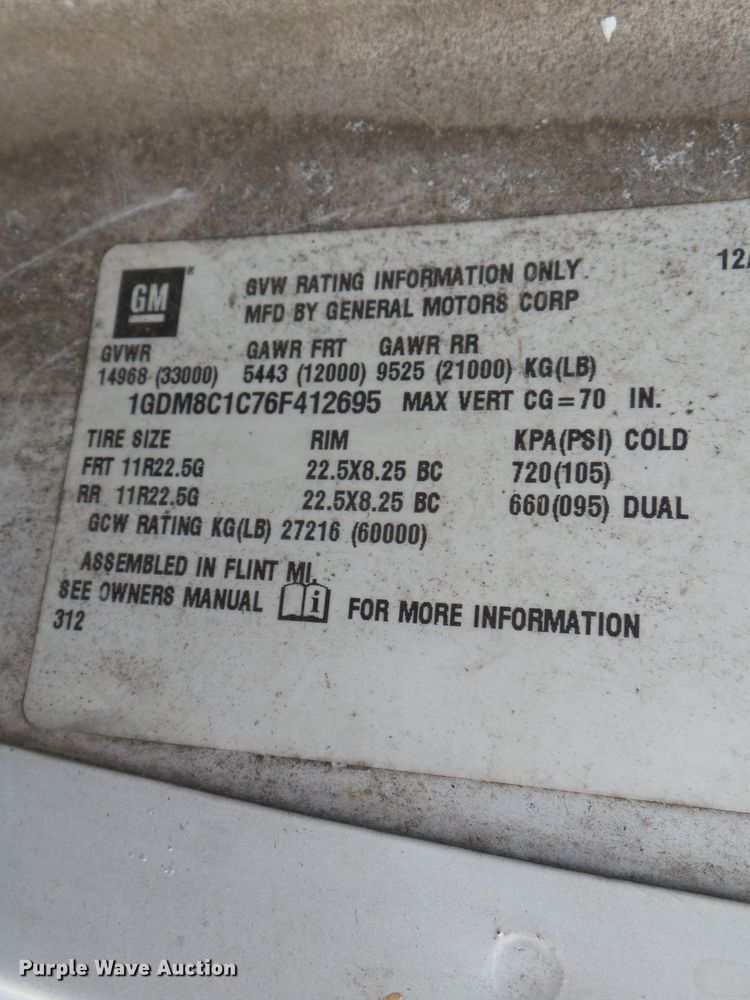 GM ®
GVW RATING INFORMATION ONLY
12/
MFD BY GENERAL MOTORS CORP
GVWR GAWR FRT GAWR RR
14968 (33000) 5443 (12000) 9525 (21000) KG(LB)
1GDM8C1C76F412695 MAX VERT CG=70 IN.
TIRE SIZE RIM KPA(PSI) COLD
FRT 11R22.5G 22.5X8.25 BC 720(105)
RR 11R22.5G 22.5X8.25 BC 660(095) DUAL
GCW RATING KG(LB) 27216 (60000)
ASSEMBLED IN FLINT MI.
SEE OWNERS MANUAL i FOR MORE INFORMATION
312
Purple Wave Auction